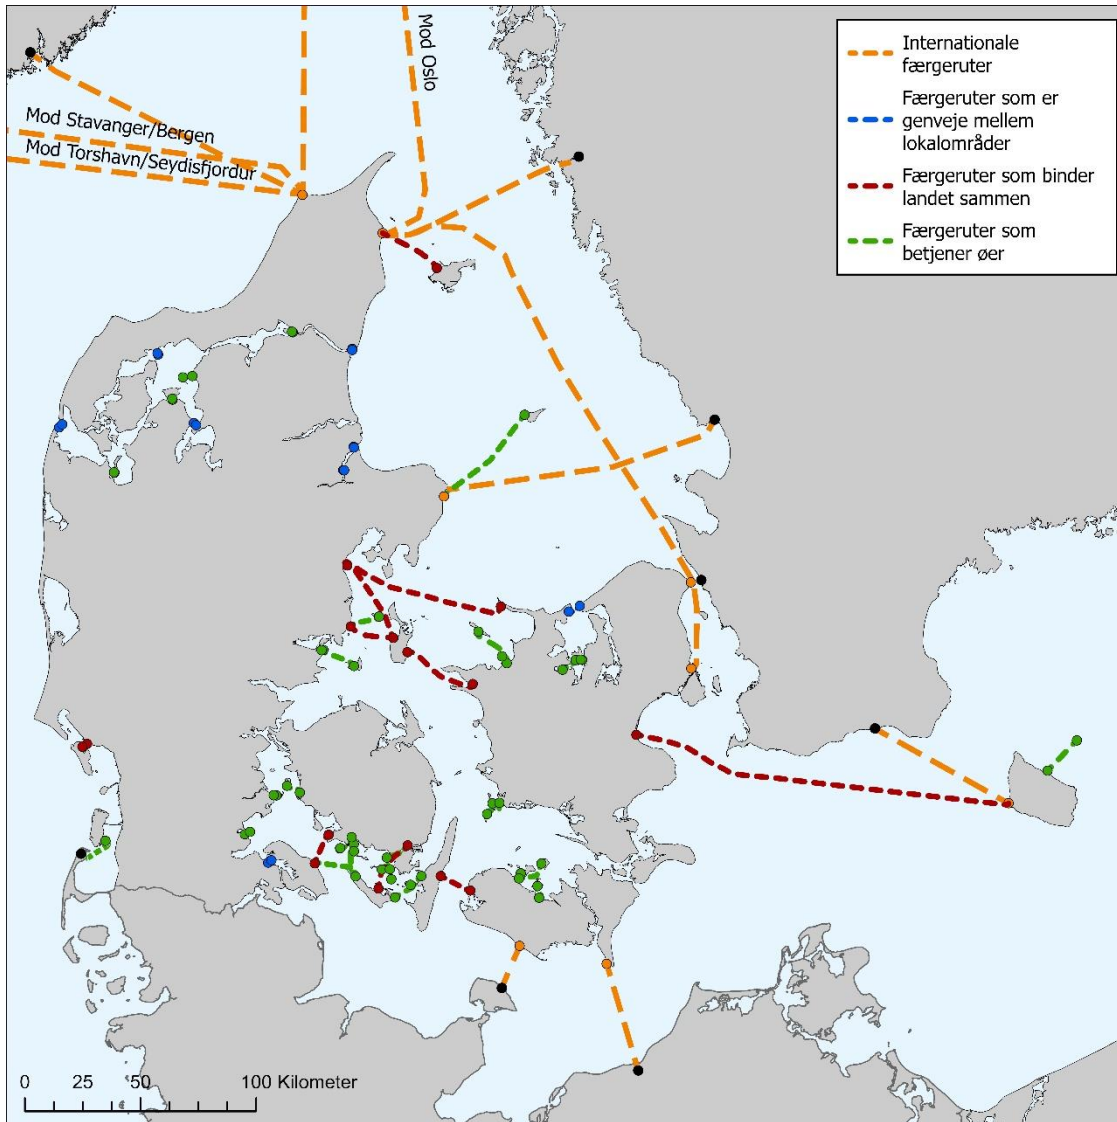 Mod Oslo
Mod Stavanger/Bergen
Mod Torshavn/Seydisfjordur
Internationale
færgeruter
Færgeruter som er
genveje mellem
lokalområder
Færgeruter som binder
landet sammen
Færgeruter som
betjener øer
0 25 50 100 Kilometer